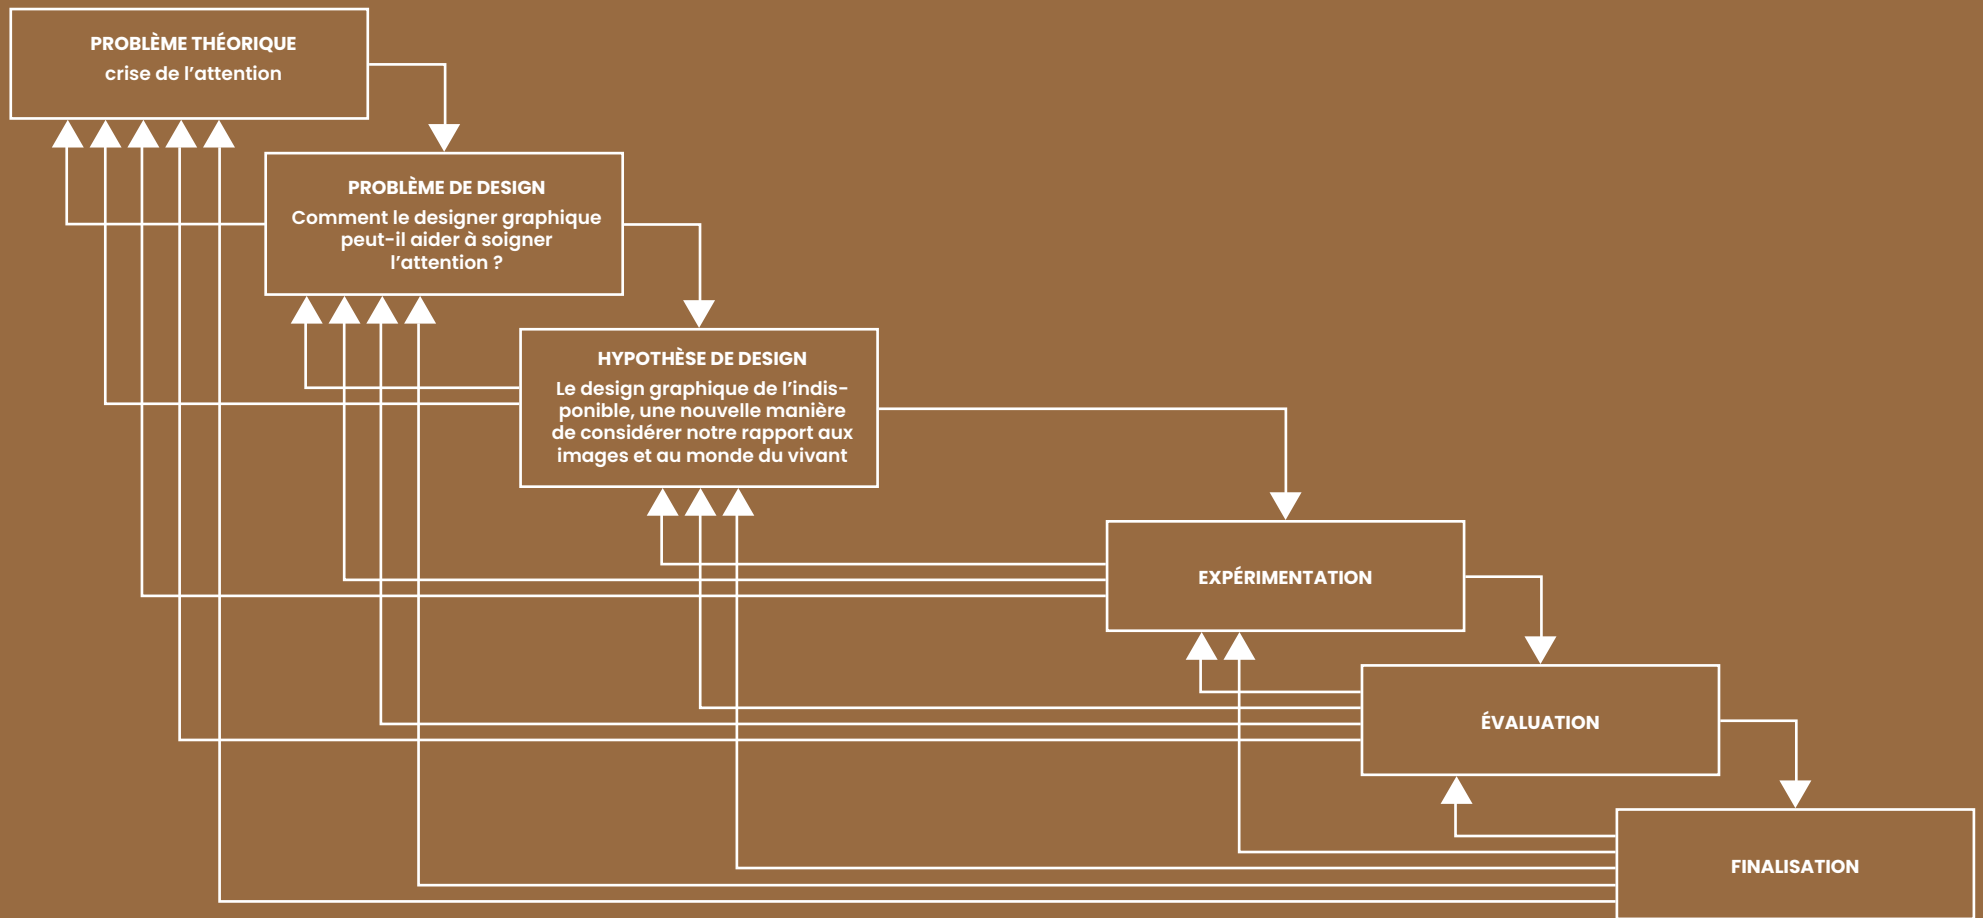 PROBLÈME THÉORIQUE
crise de l’attention
PROBLÈME DE DESIGN
Comment le designer graphique
peut-il aider à soigner
l’attention ?
HYPOTHÈSE DE DESIGN
Le design graphique de l’indis-
ponible, une nouvelle manière
de considérer notre rapport aux
images et au monde du vivant
EXPÉRIMENTATION
ÉVALUATION
FINALISATION